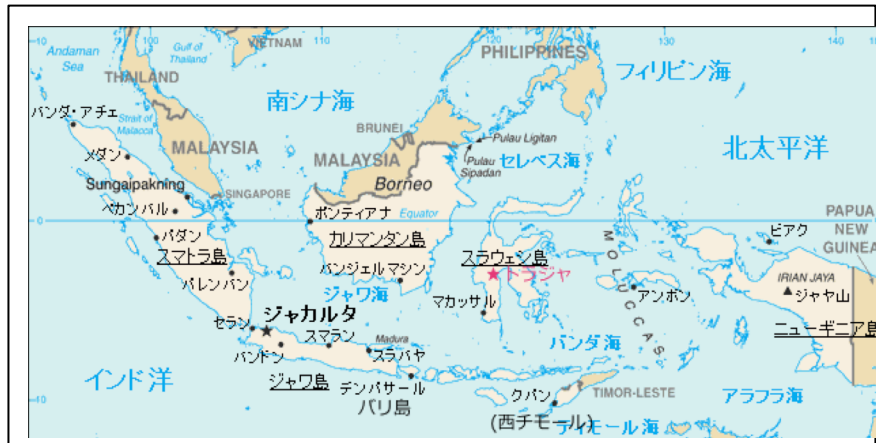 10
110
120
130
140
Andaman
Sea
Gulf of
Thailand
VIETNAM
THAILAND
PHILIPPINES
フィリピン海
南シナ海
バンダ・アチェ
Strait of
Malacca
MALAYSIA
BRUNEI
MALAYSIA
Pulau Ligitan
Pulau
Sipadan
セレベス海
北太平洋
メダン
Borneo
Sungaipakning
SINGAPORE
ペカンバル
0
ポンティアナ
Equator
PAPUA
NEW
GUINEA
ビアク
パダン
スマトラ島
カリマンタン島
スラウェシ島
MOLUCCAS
トラジャ
IRIAN JAYA
パレンバン
バンジェルマシン
ジャワ海
アンボン
ジャヤ山
マカッサル
ジャカルタ
セラン
スマラン
Madura
バンダ海
ニューギニア島
バンドン
スラバヤ
インド洋
ジャワ島
デンパサール
バリ島
クパン
TIMOR-LESTE
アラフラ海
10
(西チモール)
ティモール海